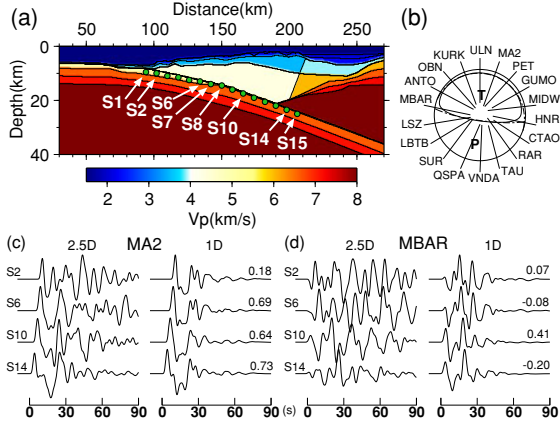 (a)
Distance(km)
50 100 150 200 250
0
20
40
Depth(km)
S1
S2
S6
S7
S8
S10
S14
S15
2 3 4 5 6 7 8
Vp(km/s)
(b)
ULN
KURK
MA2
OBN
PET
ANTO
GUMO
MBAR
MIDW
T
HNR
LSZ
CTAO
LBTB
P
RAR
SUR
TAU
QSPA
VNDA
(c)
2.5D MA2 1D
S2 0.18
S6 0.69
S10 0.64
S14 0.73
0 30 60 90 0 30 60 90
(s)
(d)
2.5D MBAR 1D
S2 0.07
S6 -0.08
S10 0.41
S14 -0.20
0 30 60 90 0 30 60 90